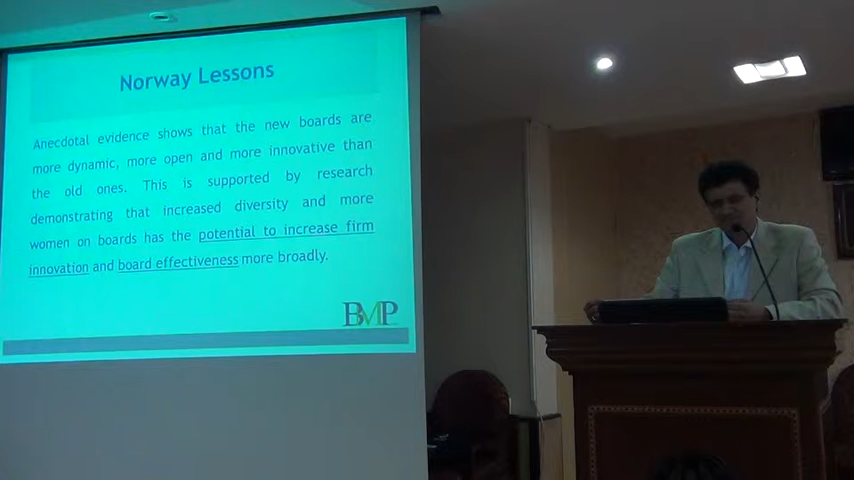 Norway Lessons
Anecdotal evidence shows that the new boards are
more dynamic, more open and more innovative than
the old ones. This is supported by research
demonstrating that increased diversity and more
women on boards has the potential to increase firm
innovation and board effectiveness more broadly.
BMP